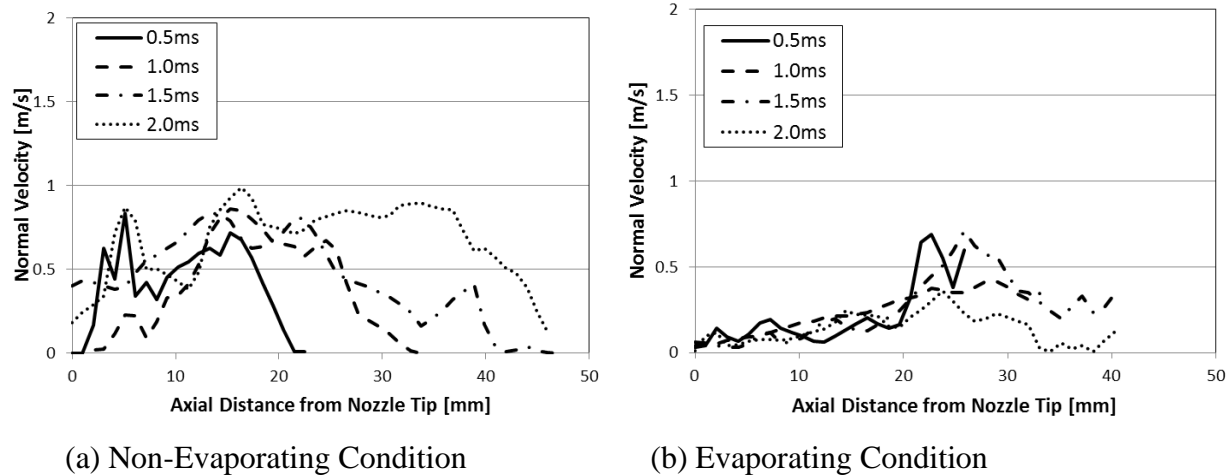 Normal Velocity [m/s]
2
1.5
1
0.5
0
0.5ms
1.0ms
1.5ms
2.0ms
0 10 20 30 40 50
Axial Distance from Nozzle Tip [mm]
(a) Non-Evaporating Condition
Normal Velocity [m/s]
2
1.5
1
0.5
0
0.5ms
1.0ms
1.5ms
2.0ms
0 10 20 30 40 50
Axial Distance from Nozzle Tip [mm]
(b) Evaporating Condition